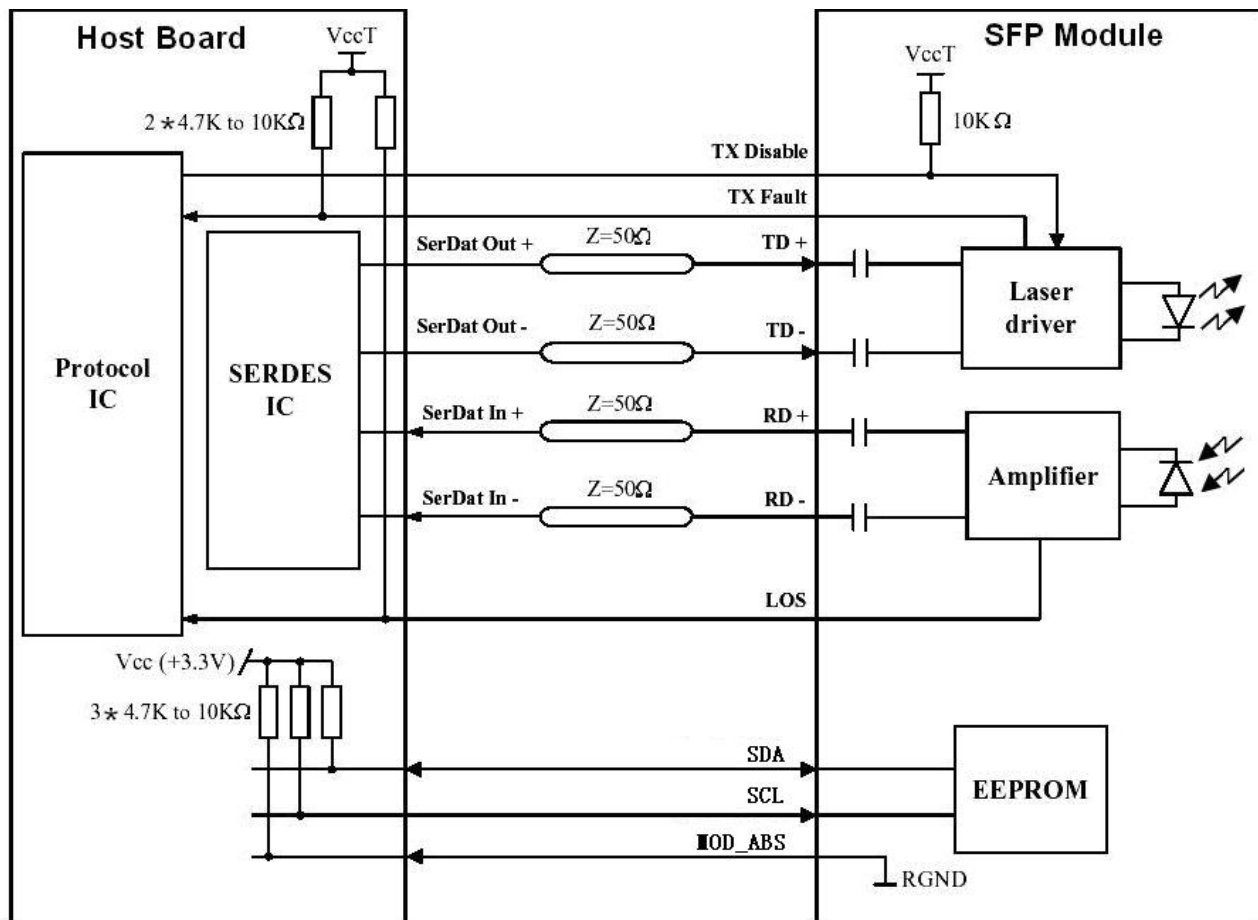 Host Board
SFP Module
VccT
VccT
2*4.7K to 10KΩ
10KΩ
TX Disable
TX Fault
SerDat Out +
Z=50Ω
TD +
Laser
driver
SerDat Out -
Z=50Ω
TD -
Protocol
IC
SERDES
IC
SerDat In +
Z=50Ω
RD +
Amplifier
SerDat In -
Z=50Ω
RD -
LOS
Vcc (+3.3V)
3* 4.7K to 10KΩ
SDA
EEPROM
SCL
MOD_ABS
RGND